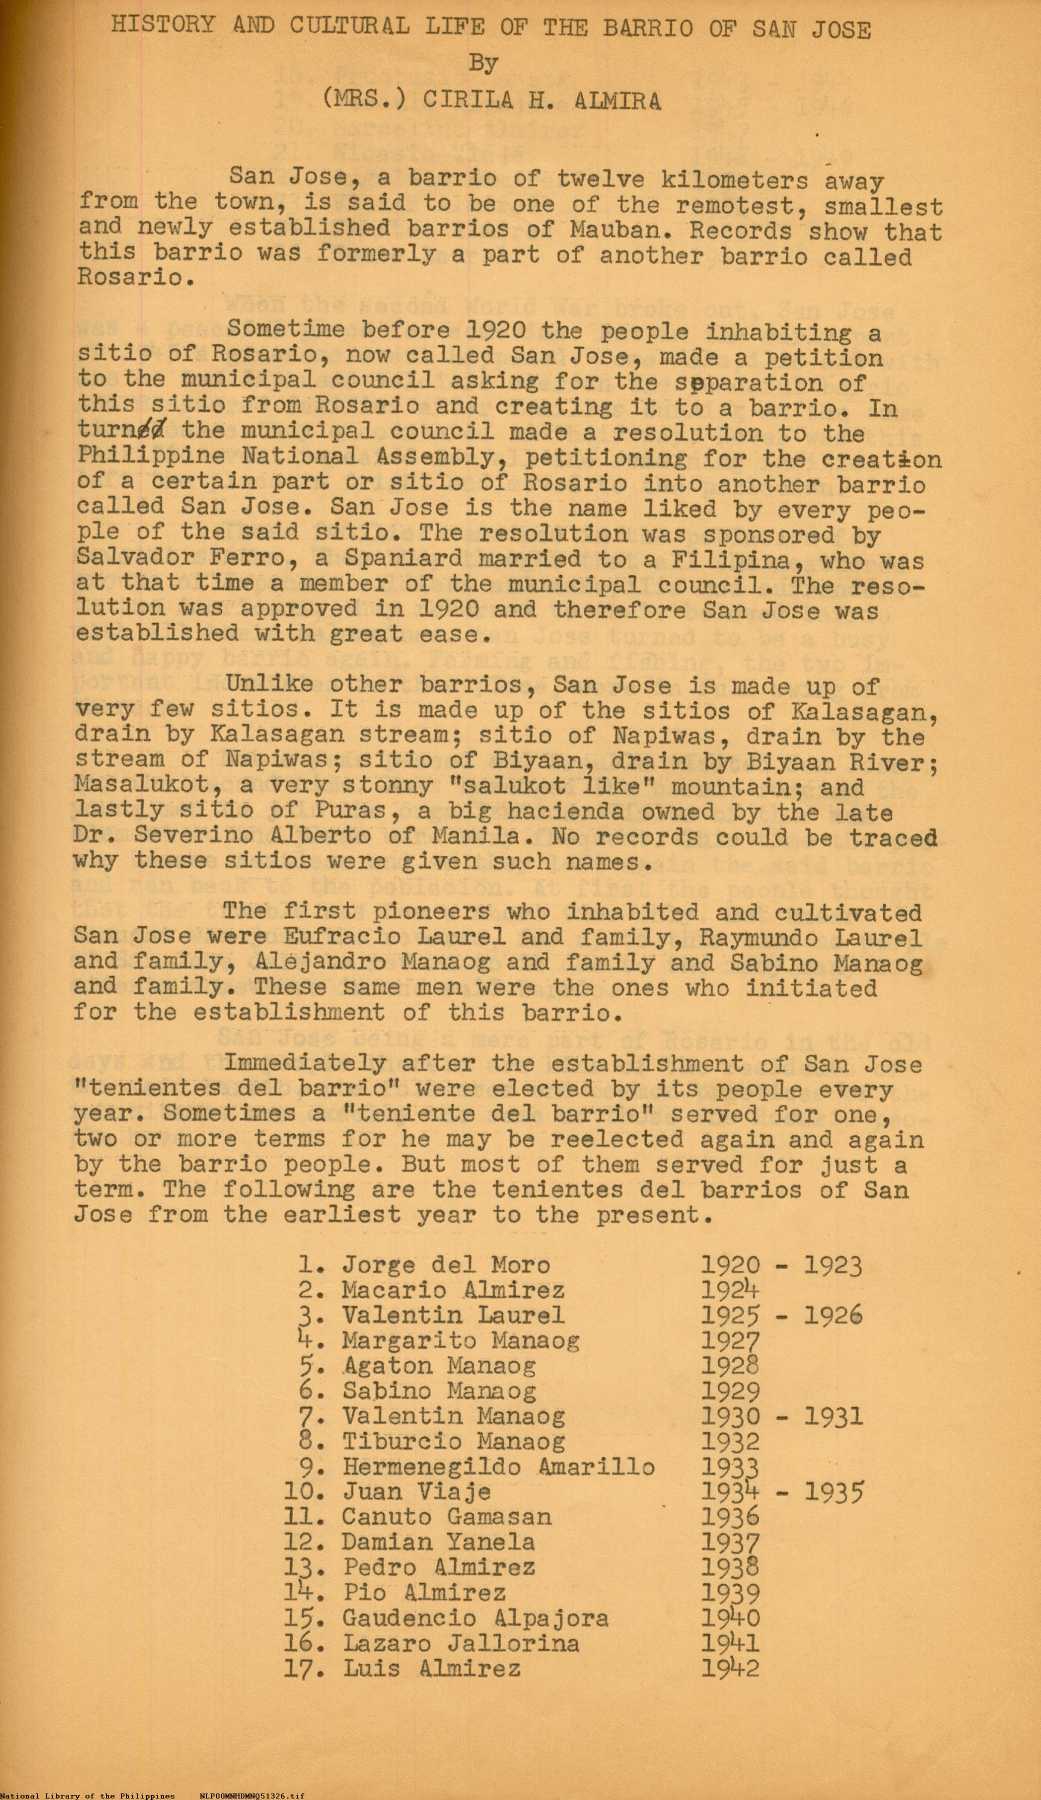 HISTORY AND CULTURAL LIFE OF THE BARRIO OF SAN JOSE
By
(MRS.) CIRILA H. ALMIRA
San Jose, a barrio of twelve kilometers away
from the town, is said to be one of the remotest, smallest
and newly established barrios of Mauban. Records show that
this barrio was formerly a part of another barrio called
Rosario.
Sometime before 1920 the people inhabiting a
sitio of Rosario, now called San Jose, made a petition
to the municipal council asking for the separation of
this sitio from Rosario and creating it to a barrio. In
turn the municipal council made a resolution to the
Philippine National Assembly, petitioning for the creation
of a certain part or sitio of Rosario into another barrio
called San Jose. San Jose is the name liked by every peo-
ple of the said sitio. The resolution was sponsored by
Salvador Ferro, a Spaniard married to a Filipina, who was
at that time a member of the municipal council. The reso-
lution was approved in 1920 and therefore San Jose was
established with great ease.
Unlike other barrios, San Jose is made up of
very few sitios. It is made up of the sitios of Kalasagan,
drain by Kalasagan stream; sitio of Napiwas, drain by the
stream of Napiwas; sitio of Biyaan, drain by Biyaan River;
Masalukot, a very stonny "salukot like" mountain; and
lastly sitio of Puras, a big hacienda owned by the late
Dr. Severino Alberto of Manila. No records could be traced
why these sitios were given such names.
The first pioneers who inhabited and cultivated
San Jose were Eufracio Laurel and family, Raymundo Laurel
and family, Alejandro Manaog and family and Sabino Manaog
and family. These same men were the ones who initiated
for the establishment of this barrio.
Immediately after the establishment of San Jose
"tenientes del barrio" were elected by its people every
year. Sometimes a "teniente del barrio" served for one,
two or more terms for he may be reelected again and again
by the barrio people. But most of them served for just a
term. The following are the tenientes del barrios of San
Jose from the earliest year to the present.
1. Jorge del Moro 1920 - 1923
2. Macario Almirez 1924
3. Valentin Laurel 1925 - 1926
4. Margarito Manaog 1927
5. Agaton Manaog 1928
6. Sabino Manaog 1929
7. Valentin Manaog 1930 - 1931
8. Tiburcio Manaog 1932
9. Hermenegildo Amarillo 1933
10. Juan Viaje 1934 - 1935
11. Canuto Gamasan 1936
12. Damian Yanela 1937
13. Pedro Almirez 1938
14. Pio Almirez 1939
15. Gaudencio Alpajora 1940
16. Lazaro Jallorina 1941
17. Luis Almirez 1942
National Library of the Philippines NLPOOMNHDMNQ51326.tif